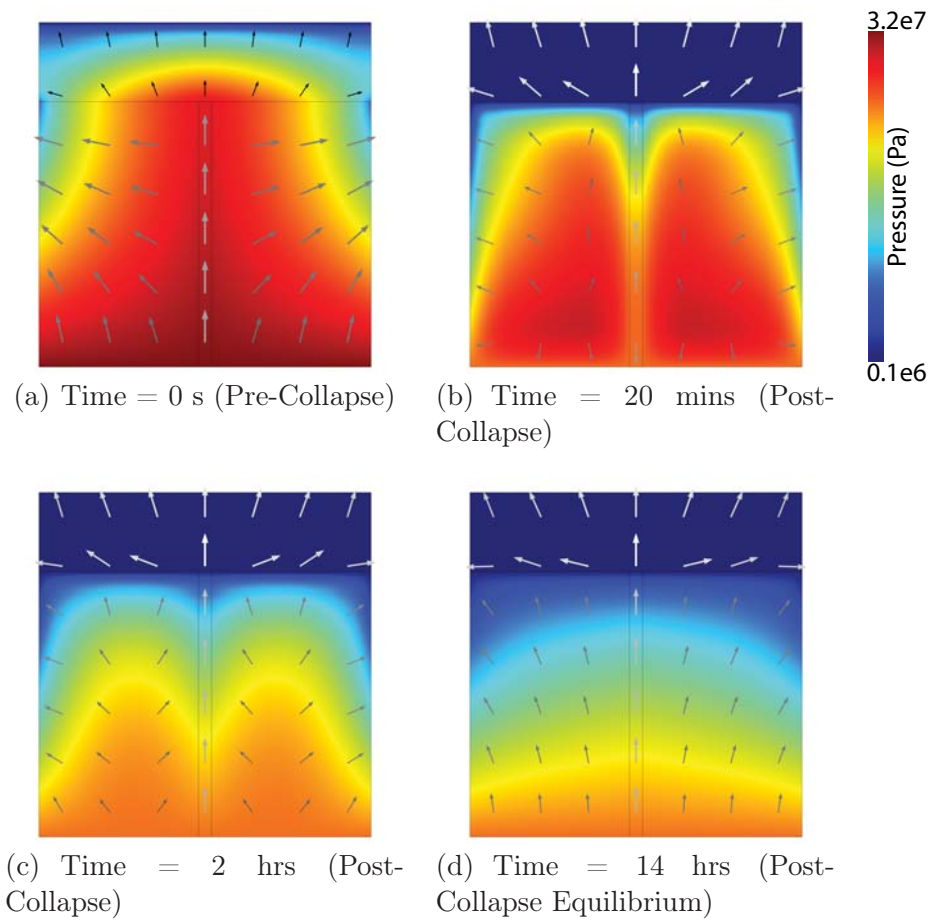 3.2e7
Pressure (Pa)
0.1e6
(a) Time = 0 s (Pre-Collapse)
(b) Time = 20 mins (Post-
Collapse)
(c) Time = 2 hrs (Post-
Collapse)
(d) Time = 14 hrs (Post-
Collapse Equilibrium)